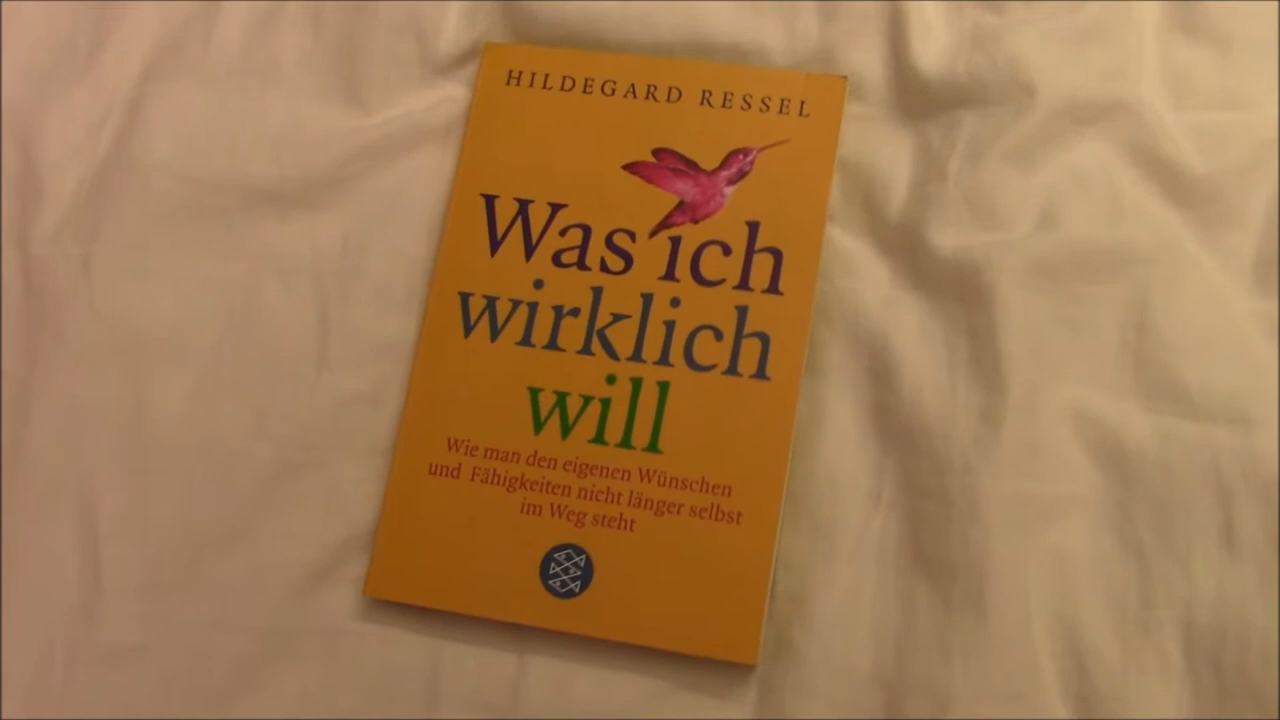 HILDEGARD RESSEL
Was ich
wirklich
will
Wie man den eigenen Wünschen
und Fähigkeiten nicht länger selbst
im Weg steht